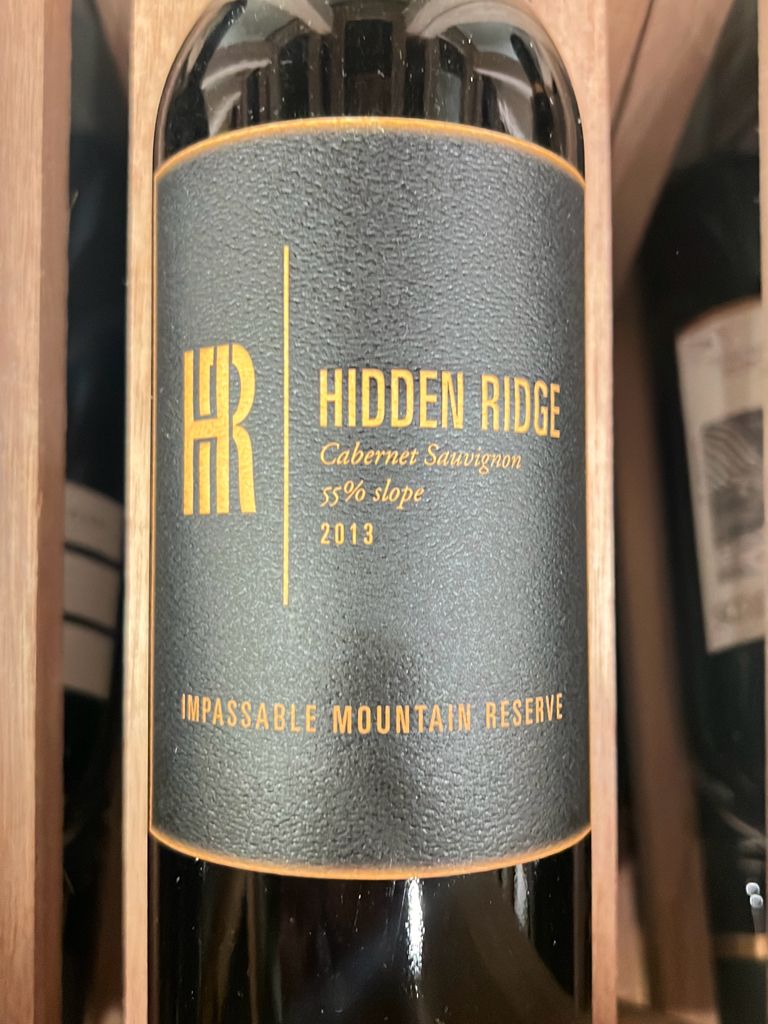 HR
HIDDEN RIDGE
Cabernet Sauvignon
55% slope
2013
IMPASSABLE MOUNTAIN RESERVE